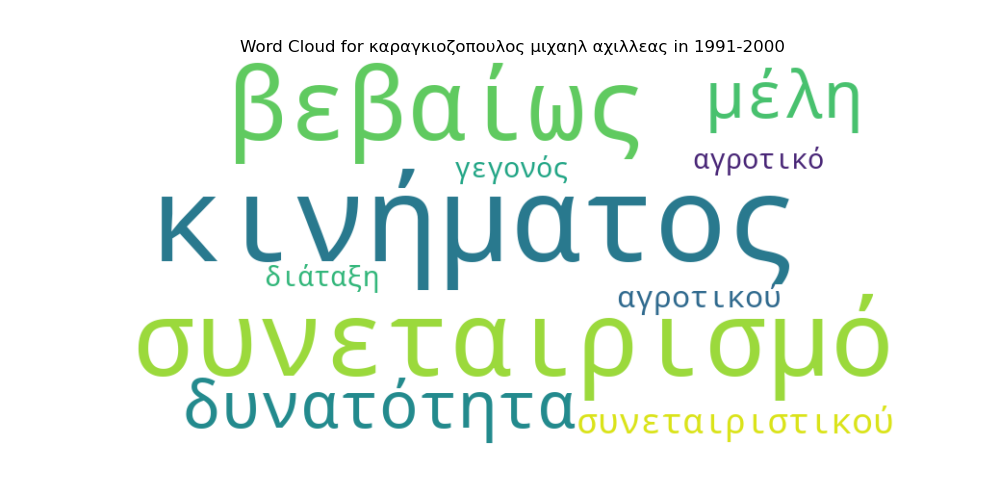 Word Cloud for καραγκιοζοπουλος μιχαηλ αχιλλεας in 1991-2000
βεβαίως μέλη
γεγονός αγροτικό
κινήματος
διάταξη αγροτικού
συνεταιρισμό
δυνατότητα συνεταιριστικού